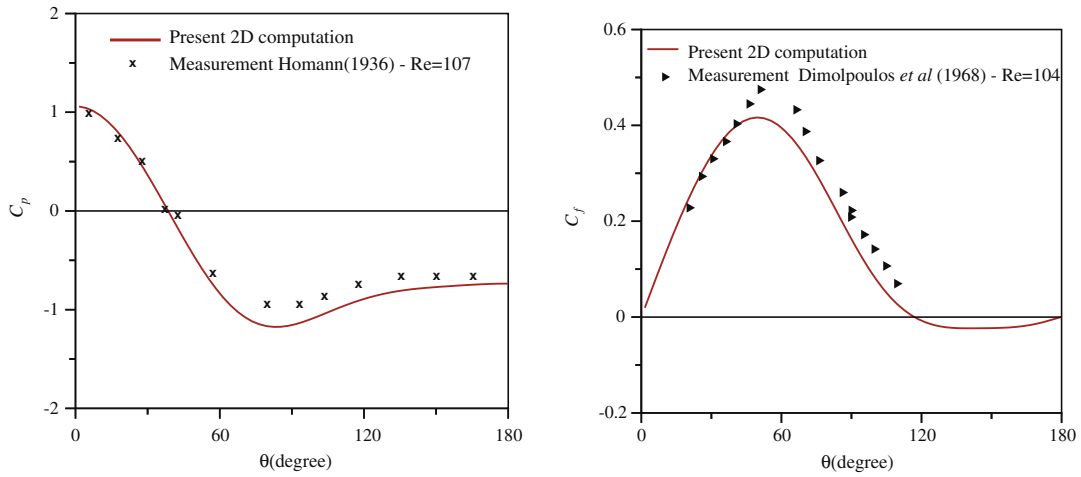 2
1
0
-1
-2
0
60
120
180
C_p
θ(degree)
Present 2D computation
Measurement Homann(1936) - Re=107
0.6
0.4
0.2
0
-0.2
0
60
120
180
C_f
θ(degree)
Present 2D computation
Measurement Dimolpoulos et al (1968) - Re=104